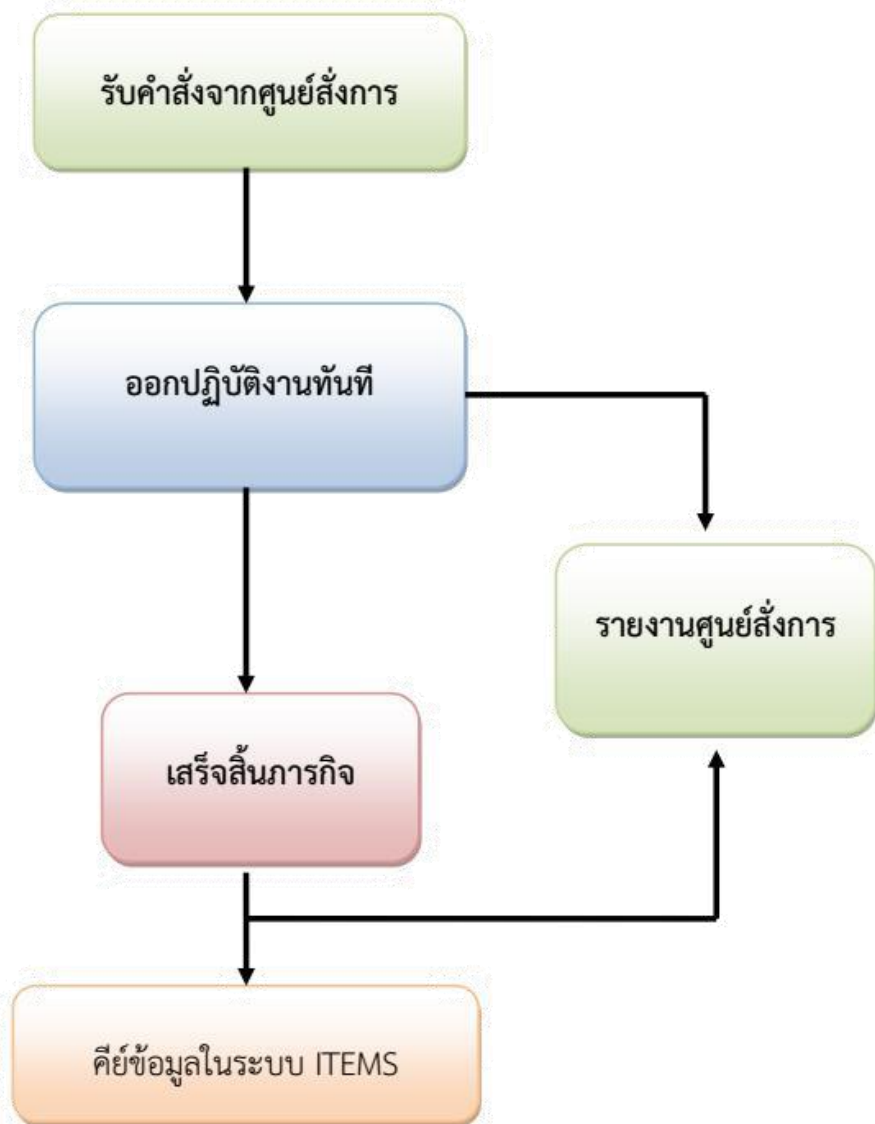 รับคำสั่งจากศูนย์สั่งการ
ออกปฏิบัติงานทันที
รายงานศูนย์สั่งการ
เสร็จสิ้นภารกิจ
คีย์ข้อมูลในระบบ ITEMS